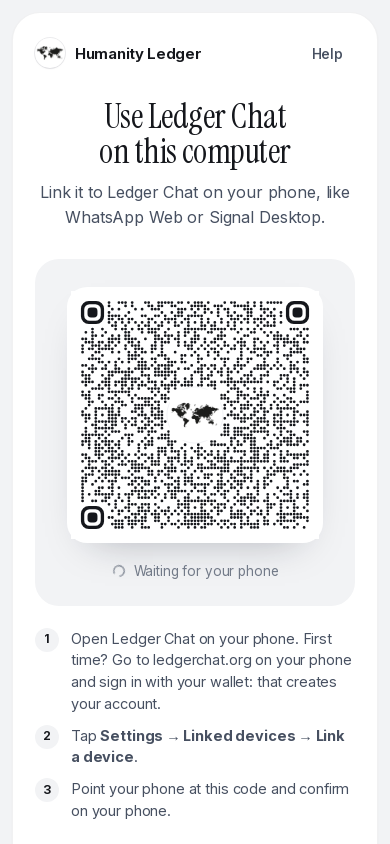 Humanity Ledger
Help
Use Ledger Chat
on this computer
Link it to Ledger Chat on your phone, like
WhatsApp Web or Signal Desktop.
Waiting for your phone
1 Open Ledger Chat on your phone. First
time? Go to ledgerchat.org on your phone
and sign in with your wallet: that creates
your account.
2 Tap Settings → Linked devices → Link
a device.
3 Point your phone at this code and confirm
on your phone.